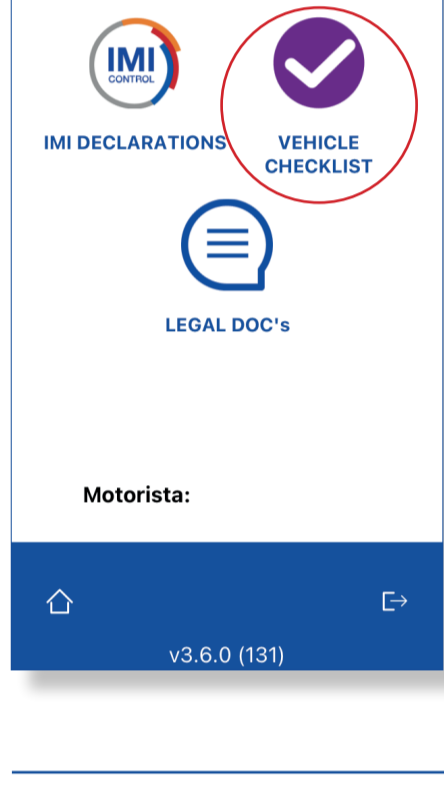 IMI
CONTROL
IMI DECLARATIONS
VEHICLE
CHECKLIST
LEGAL DOC's
Motorista:
v3.6.0 (131)